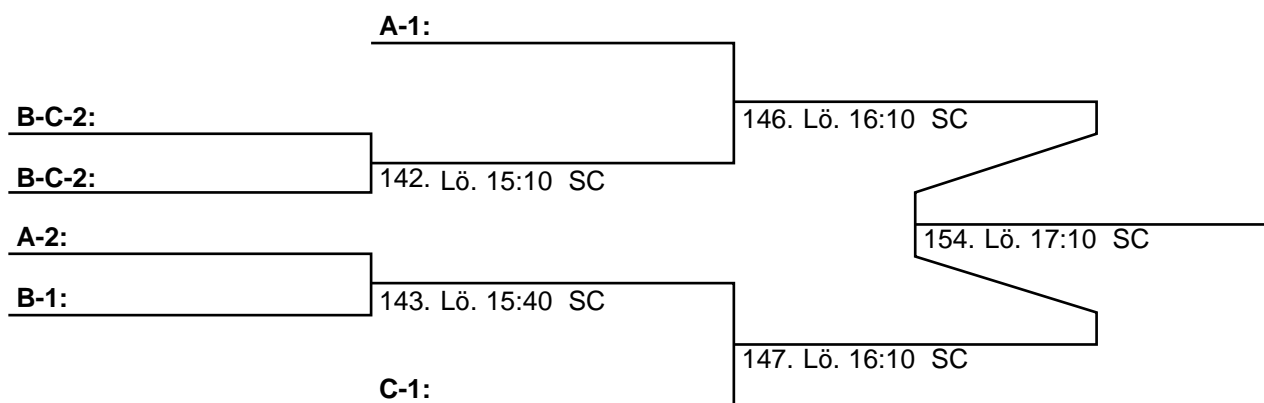 A-1:
B-C-2:
146. Lö. 16:10 SC
B-C-2:
142. Lö. 15:10 SC
A-2:
154. Lö. 17:10 SC
B-1:
143. Lö. 15:40 SC
147. Lö. 16:10 SC
C-1: